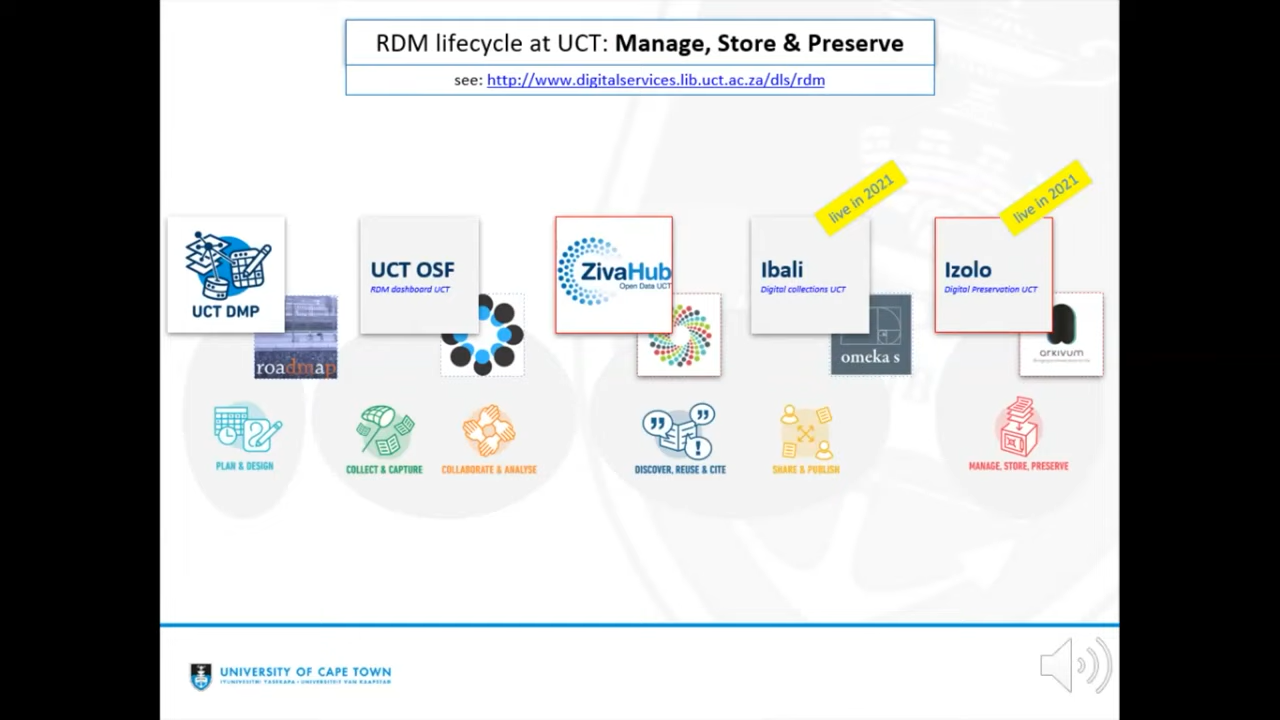 RDM lifecycle at UCT: Manage, Store & Preserve
see: http://www.digitalservices.lib.uct.ac.za/dls/rdm
live in 2021
live in 2021
UCT DMP
roadmap
UCT OSF
RDM dashboard UCT
ZivaHub
Open Data UCT
Ibali
Digital collections UCT
omeka s
Izolo
Digital Preservation UCT
arkivum
PLAN & DESIGN
COLLECT & CAPTURE
COLLABORATE & ANALYSE
DISCOVER, REUSE & CITE
SHARE & PUBLISH
MANAGE, STORE, PRESERVE
UNIVERSITY OF CAPE TOWN
IYUNIVESITHI YASEKAPA • UNIVERSITEIT VAN KAAPSTAD